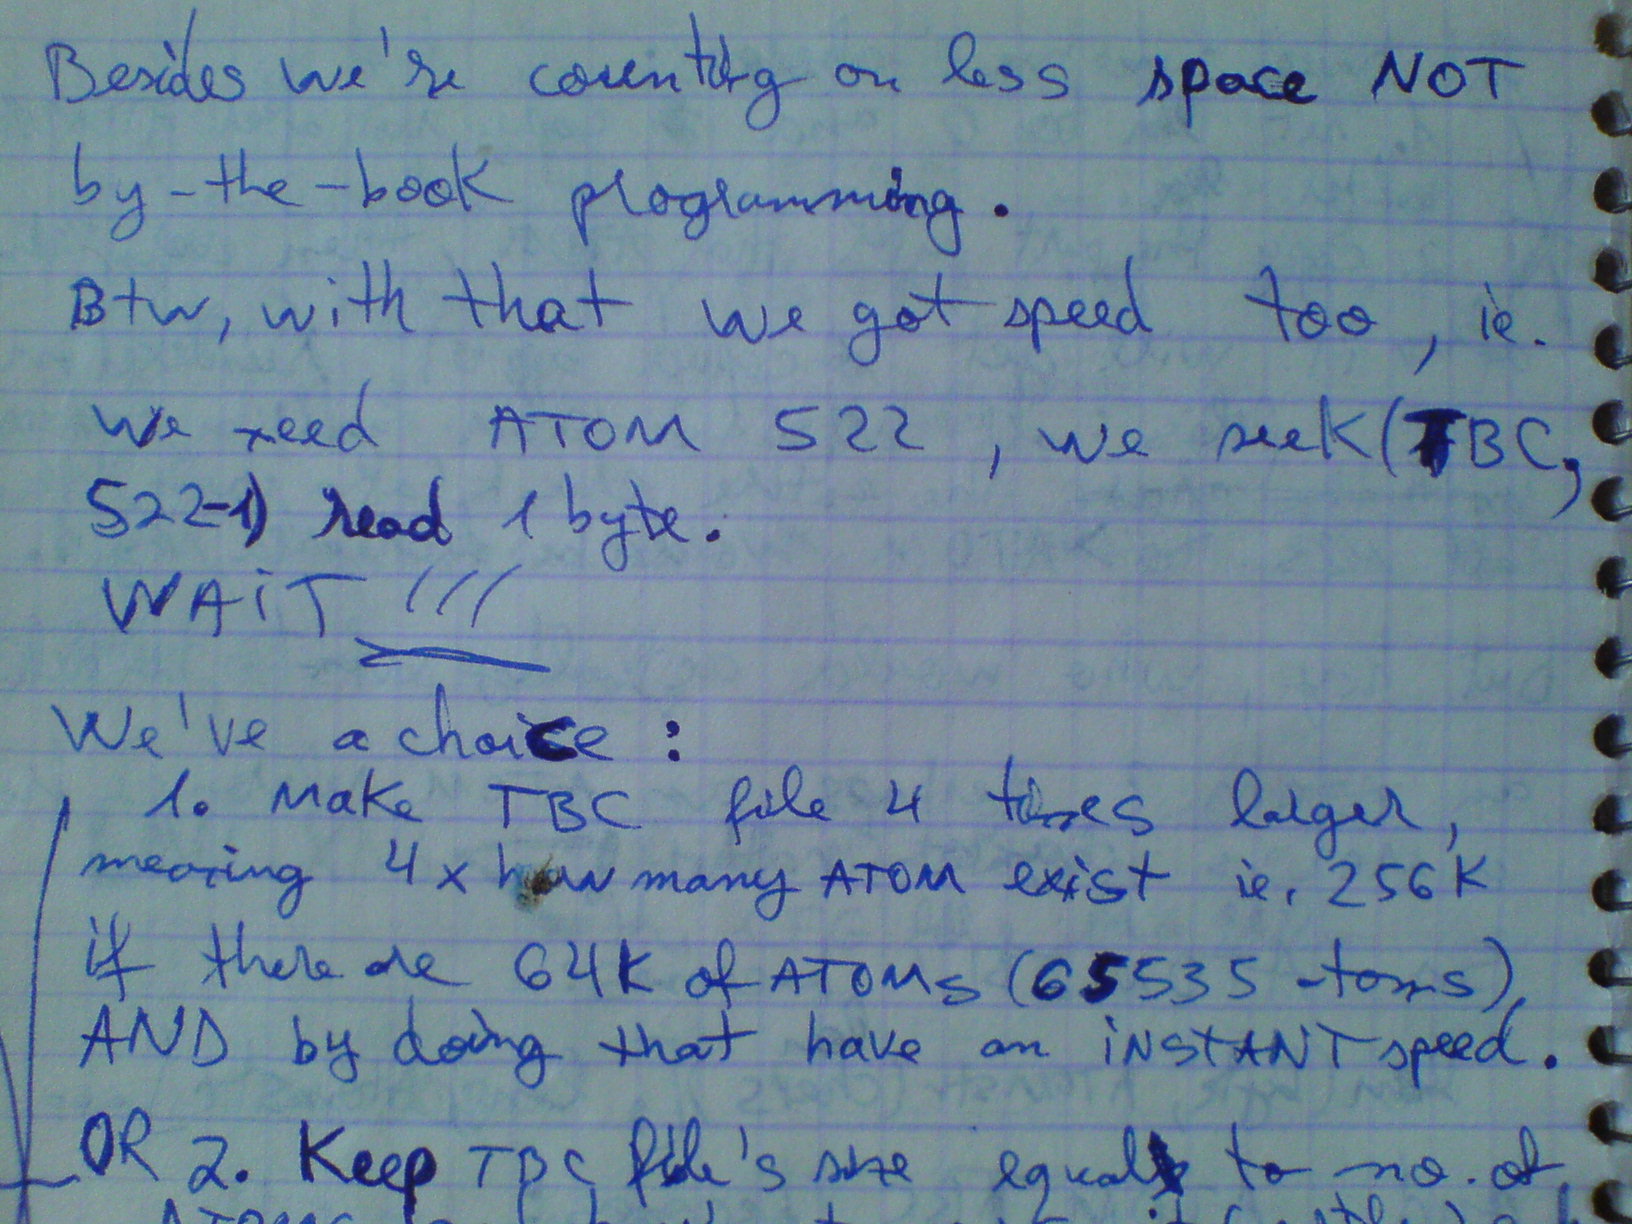 Besides we're counting on less space NOT
by-the-book programming.
Btw, with that we got speed too, ie.
We need ATOM 522, we seek(TBC,
522-1) read 1 byte.
WAiT !!!
We've a choice:
1. Make TBC file 4 times larger,
meaning 4x how many ATOM exist ie. 256K
if there are 64K of ATOMs (65535 -toms),
AND by doing that have an iNSTANT speed.
OR 2. Keep TBC file's size equal to no. of
ATOMs